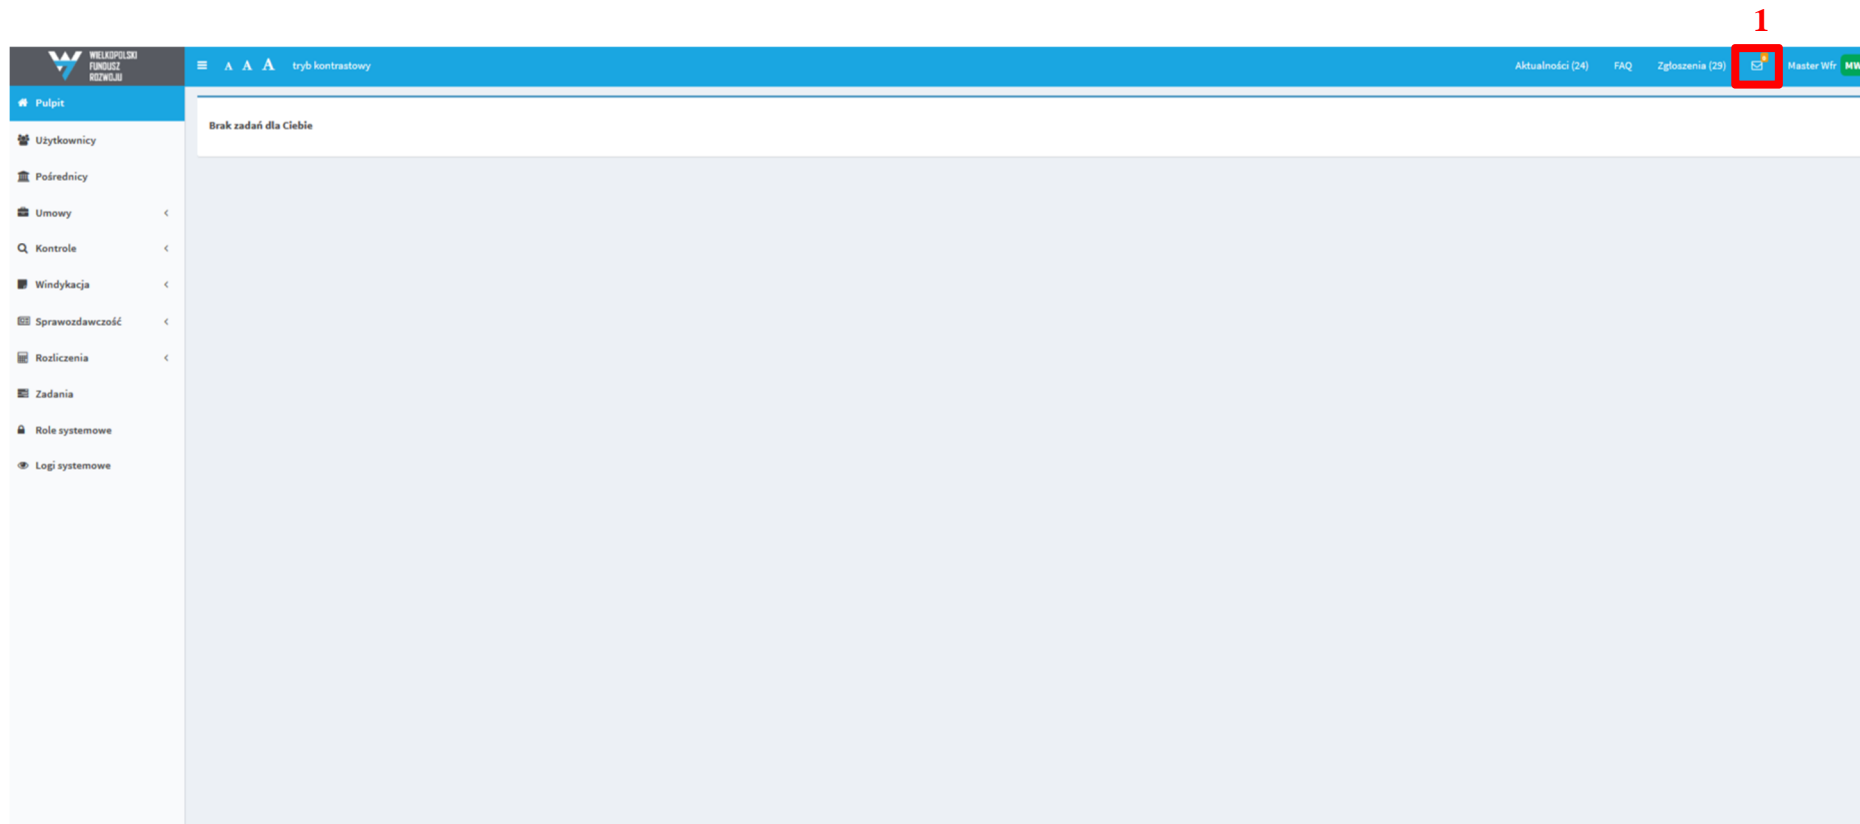 1
WIELKOPOLSKI
FUNDUSZ
ROZWOJU
A A A tryb kontrastowy
Aktualności (24) FAQ Zgłoszenia (29) Master Wfr MW
Pulpit
Brak zadań dla Ciebie
Użytkownicy
Pośrednicy
Umowy
Kontrole
Windykacja
Sprawozdawczość
Rozliczenia
Zadania
Role systemowe
Logi systemowe